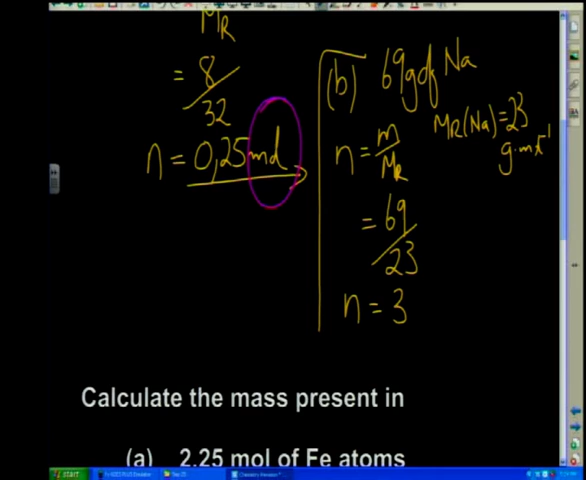 MR
= 8
/32
n = 0,25 mol
(b) 69g of Na
MR(Na) = 23
g.mol⁻¹
n = m
MR
= 69
/23
n = 3
Calculate the mass present in
(a) 2.25 mol of Fe atoms
start